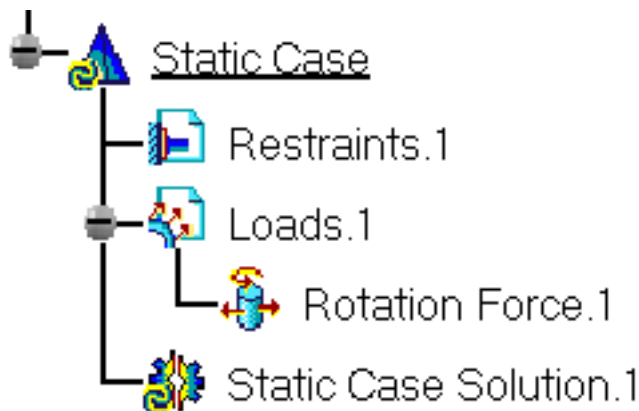 Static Case
Restraints.1
Loads.1
Rotation Force.1
Static Case Solution.1